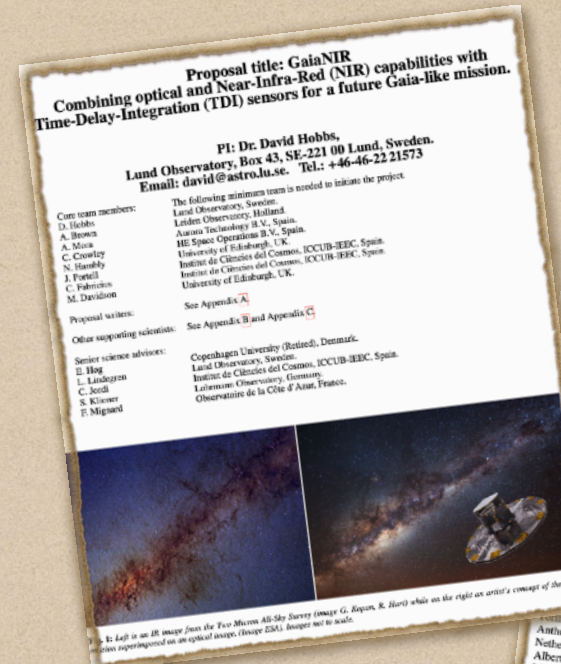 Proposal title: GaiaNIR
Combining optical and Near-Infra-Red (NIR) capabilities with
Time-Delay-Integration (TDI) sensors for a future Gaia-like mission.
PI: Dr. David Hobbs,
Lund Observatory, Box 43, SE-221 00 Lund, Sweden.
Email: david@astro.lu.se. Tel.: +46-46-22 21573
Core team members: The following minimum team is needed to initiate the project.
D. Hobbs Lund Observatory, Sweden.
A. Brown Leiden Observatory, Holland.
A. Mora Aurora Technology B.V., Spain.
C. Crowley HE Space Operations B.V., Spain.
N. Hambly University of Edinburgh, UK.
J. Portell Institut de Ciències del Cosmos, ICCUB-IEEC, Spain.
C. Fabricius Institut de Ciències del Cosmos, ICCUB-IEEC, Spain.
M. Davidson University of Edinburgh, UK.
Proposal writers: See Appendix A.
Other supporting scientists: See Appendix B and Appendix C.
Senior science advisors:
E. Høg Copenhagen University (Retired), Denmark.
L. Lindegren Lund Observatory, Sweden.
C. Jordi Institut de Ciències del Cosmos, ICCUB-IEEC, Spain.
S. Klioner Lohrmann Observatory, Germany.
F. Mignard Observatoire de la Côte d'Azur, France.
1: Left is an IR image from the Two Micron All-Sky Survey (image G. Kopan, R. Hurt) while on the right an artist's concept of the
superimposed on an optical image, (Image ESA). Images not to scale.
Anth
Nethe
Alber